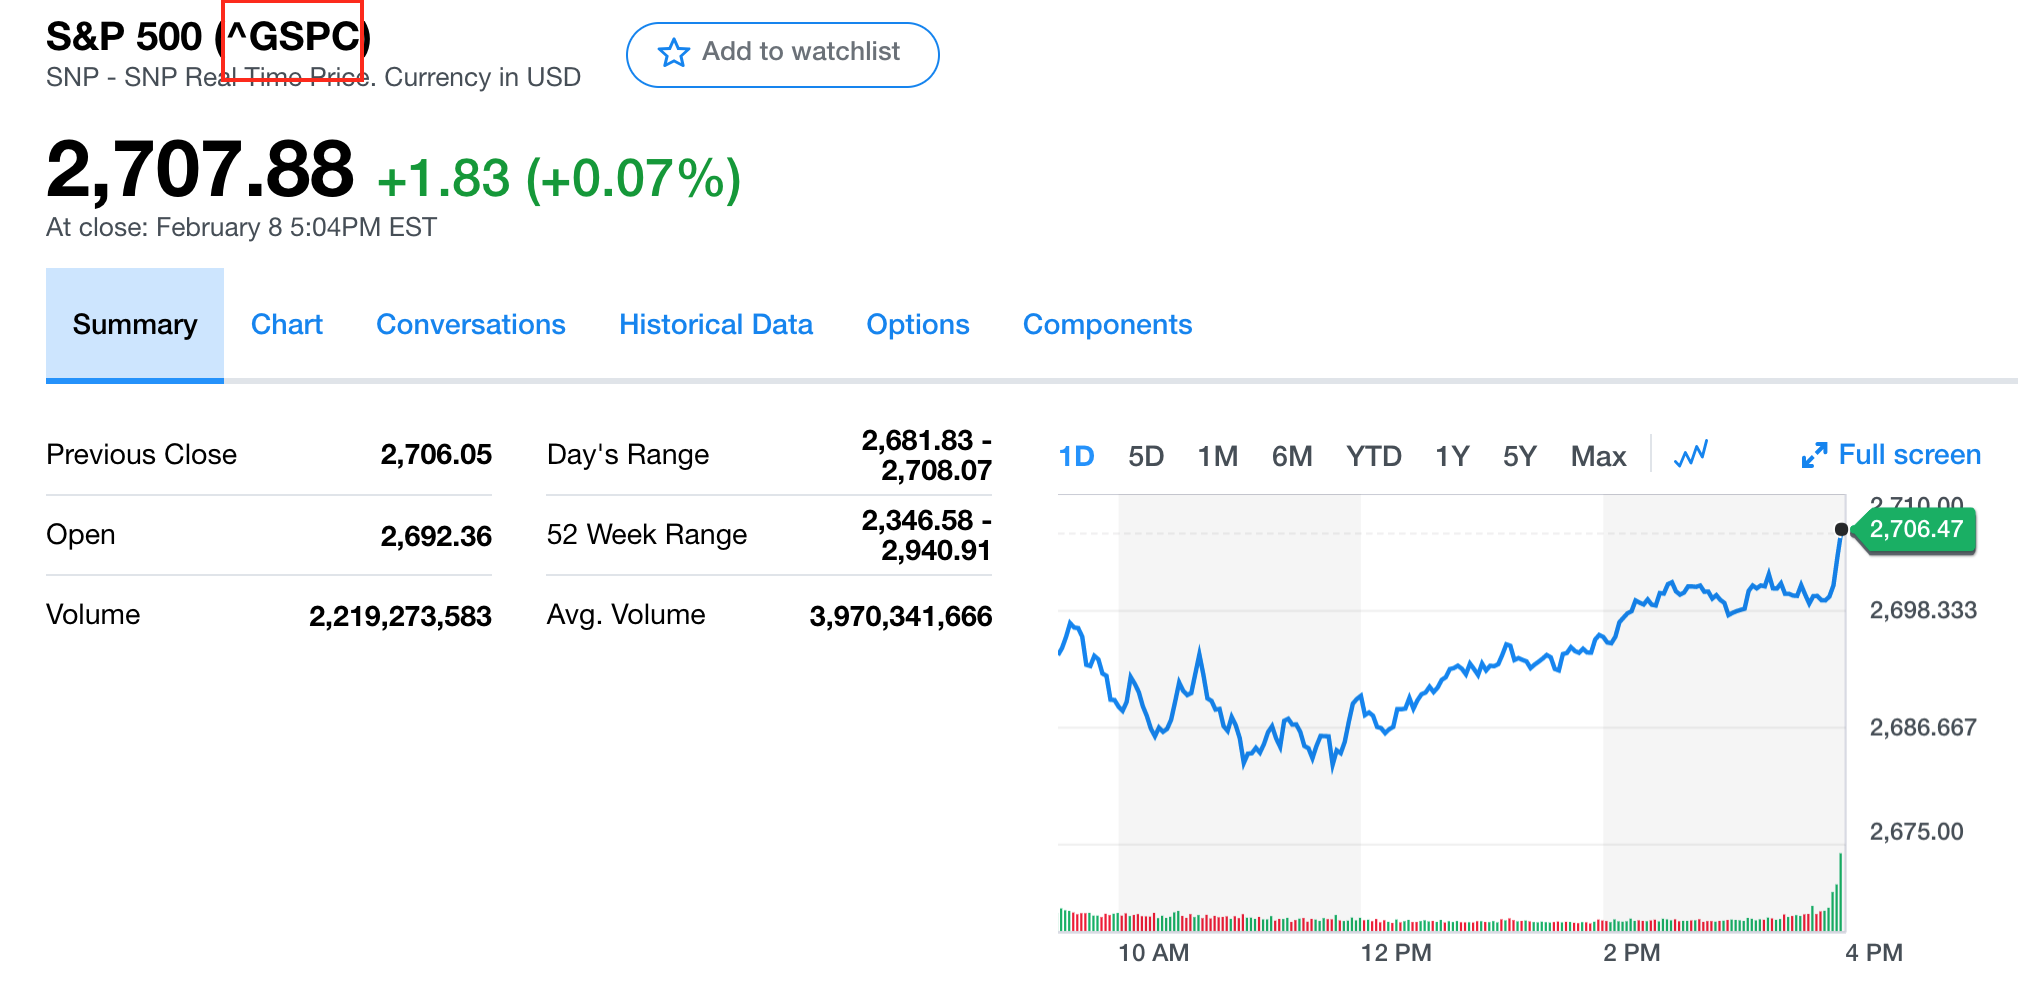 S&P 500 (^GSPC)
SNP - SNP Real Time Price. Currency in USD
Add to watchlist
2,707.88 +1.83 (+0.07%)
At close: February 8 5:04PM EST
Summary Chart Conversations Historical Data Options Components
Previous Close 2,706.05
Open 2,692.36
Volume 2,219,273,583
Day's Range 2,681.83 -
2,708.07
52 Week Range 2,346.58 -
2,940.91
Avg. Volume 3,970,341,666
1D 5D 1M 6M YTD 1Y 5Y Max Full screen
2,710.00
2,706.47
2,698.333
2,686.667
2,675.00
10 AM 12 PM 2 PM 4 PM